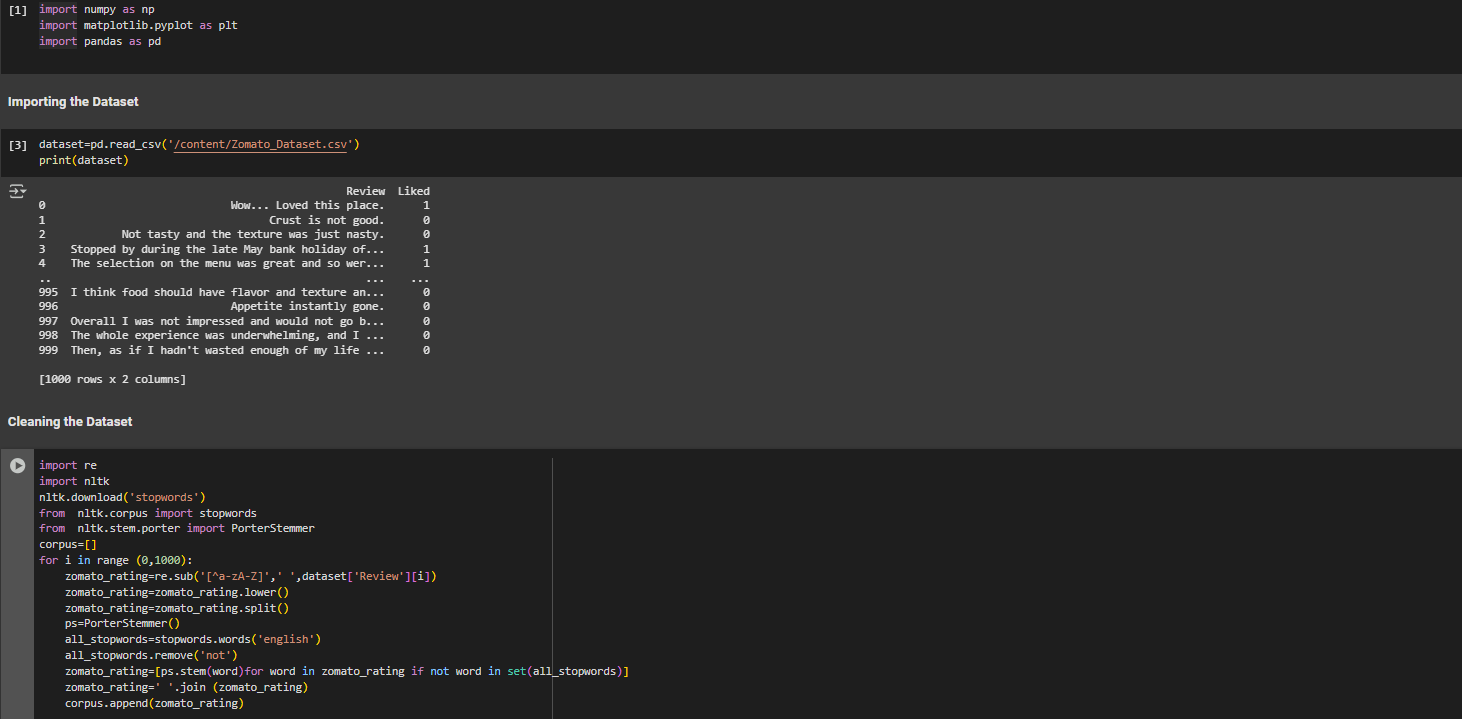 [1] import numpy as np
import matplotlib.pyplot as plt
import pandas as pd
Importing the Dataset
[3] dataset=pd.read_csv('/content/Zomato_Dataset.csv')
print(dataset)
Review Liked
0 Wow... Loved this place. 1
1 Crust is not good. 0
2 Not tasty and the texture was just nasty. 0
3 Stopped by during the late May bank holiday of... 1
4 The selection on the menu was great and so wer... 1
.. ... ...
995 I think food should have flavor and texture an... 0
996 Appetite instantly gone. 0
997 Overall I was not impressed and would not go b... 0
998 The whole experience was underwhelming, and I ... 0
999 Then, as if I hadn't wasted enough of my life ... 0
[1000 rows x 2 columns]
Cleaning the Dataset
import re
import nltk
nltk.download('stopwords')
from  nltk.corpus import stopwords
from  nltk.stem.porter import PorterStemmer
corpus=[]
for i in range (0,1000):
    zomato_rating=re.sub('[^a-zA-Z]',' ',dataset['Review'][i])
    zomato_rating=zomato_rating.lower()
    zomato_rating=zomato_rating.split()
    ps=PorterStemmer()
    all_stopwords=stopwords.words('english')
    all_stopwords.remove('not')
    zomato_rating=[ps.stem(word)for word in zomato_rating if not word in set(all_stopwords)]
    zomato_rating=' '.join (zomato_rating)
    corpus.append(zomato_rating)